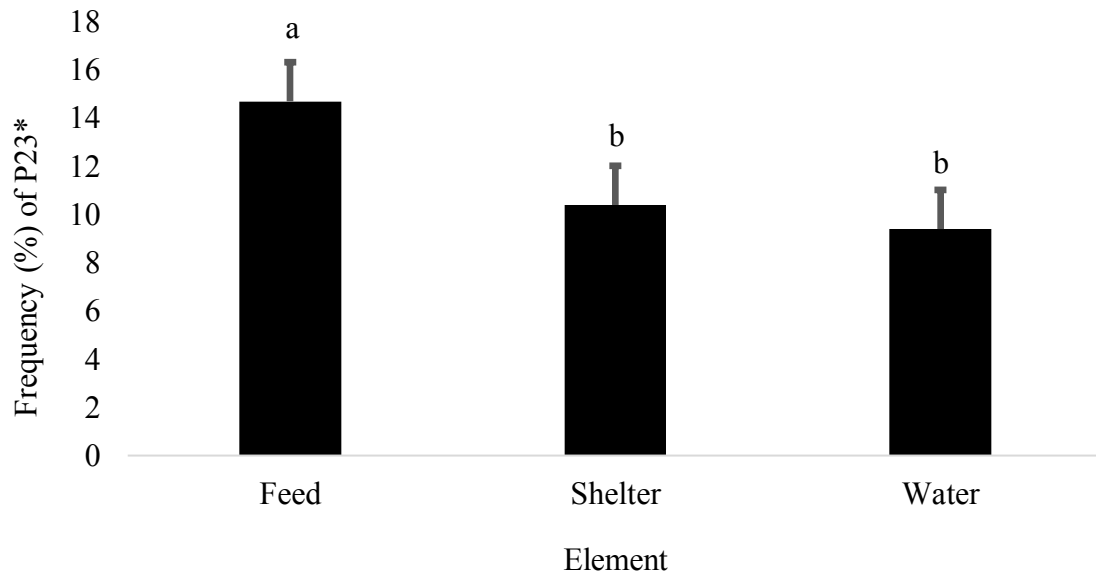 Frequency (%) of P23*
18
16
14
12
10
8
6
4
2
0
a
b
b
Feed
Shelter
Water
Element